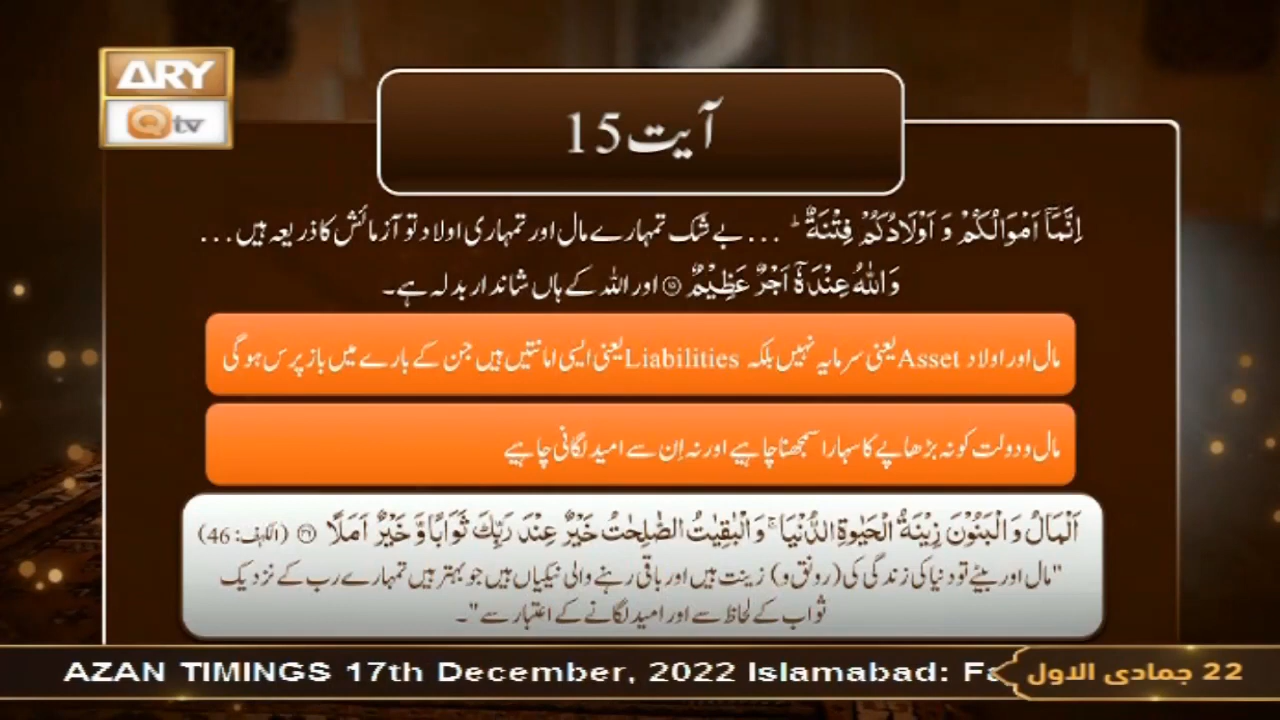 ARY
Qtv
آیت 15
اِنَّمَاۤ اَمْوَالُكُمْ وَ اَوْلَادُكُمْ فِتْنَةٌ ؕ ... بے شک تمہارے مال اور تمہاری اولاد تو آزمائش کا ذریعہ ہیں ...
وَاللّٰهُ عِنْدَهٗۤ اَجْرٌ عَظِیْمٌ ۝۱۵ اور اللہ کے ہاں شاندار بدلہ ہے۔
مال اور اولاد Asset یعنی سرمایہ نہیں بلکہ Liabilities یعنی ایسی امانتیں ہیں جن کے بارے میں باز پرس ہوگی
مال و دولت کو نہ بڑھاپے کا سہارا سمجھنا چاہیے اور نہ اِن سے امید لگانی چاہیے
اَلْمَالُ وَالْبَنُوْنَ زِیْنَةُ الْحَیٰوةِ الدُّنْیَا ۚ وَالْبٰقِیٰتُ الصّٰلِحٰتُ خَیْرٌ عِنْدَ رَبِّكَ ثَوَابًا وَّ خَیْرٌ اَمَلًا ۝۴۶ (الکہف: 46)
"مال اور بیٹے تو دنیا کی زندگی کی (رونق و) زینت ہیں اور باقی رہنے والی نیکیاں ہیں جو بہتر ہیں تمہارے رب کے نزدیک
ثواب کے لحاظ سے اور امید لگانے کے اعتبار سے"۔
AZAN TIMINGS 17th December, 2022 Islamabad: Fa
22 جمادی الاول